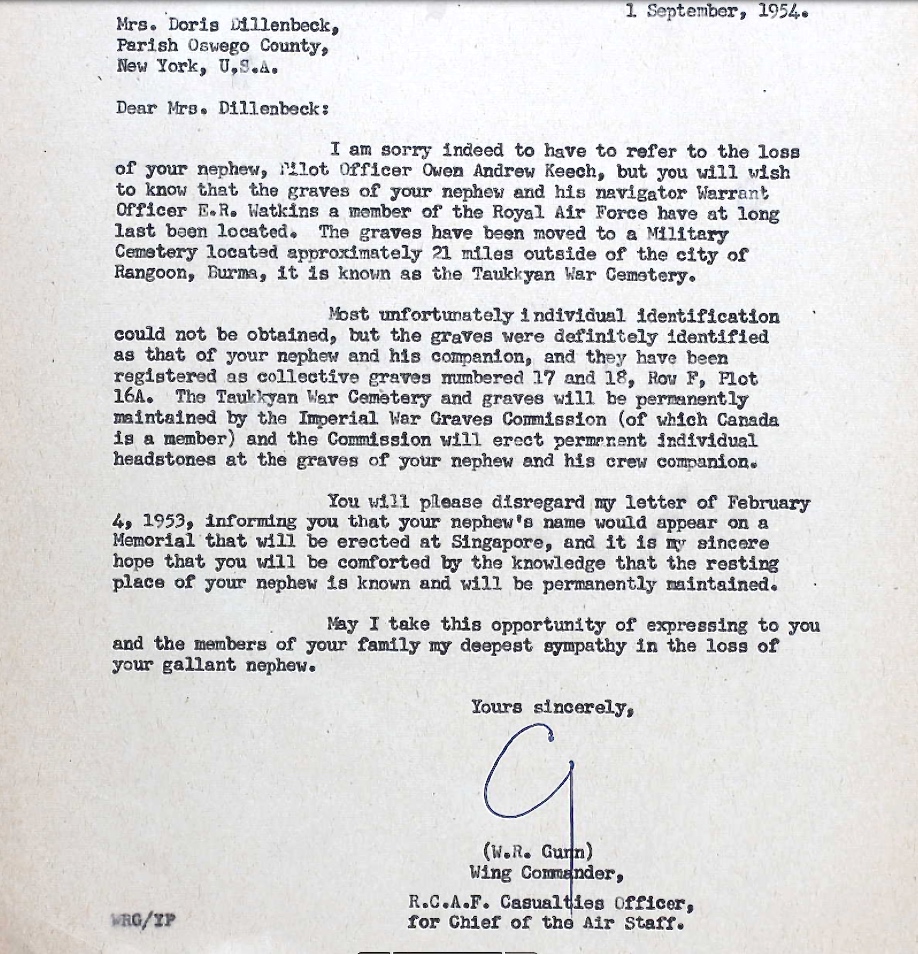 1 September, 1954.
Mrs. Doris Dillenbeck,
Parish Oswego County,
New York, U.S.A.
Dear Mrs. Dillenbeck:
I am sorry indeed to have to refer to the loss
of your nephew, Pilot Officer Owen Andrew Keech, but you will wish
to know that the graves of your nephew and his navigator Warrant
Officer E.R. Watkins a member of the Royal Air Force have at long
last been located. The graves have been moved to a Military
Cemetery located approximately 21 miles outside of the city of
Rangoon, Burma, it is known as the Taukkyan War Cemetery.
Most unfortunately individual identification
could not be obtained, but the graves were definitely identified
as that of your nephew and his companion, and they have been
registered as collective graves numbered 17 and 18, Row F, Plot
16A. The Taukkyan War Cemetery and graves will be permanently
maintained by the Imperial War Graves Commission (of which Canada
is a member) and the Commission will erect permanent individual
headstones at the graves of your nephew and his crew companion.
You will please disregard my letter of February
4, 1953, informing you that your nephew's name would appear on a
Memorial that will be erected at Singapore, and it is my sincere
hope that you will be comforted by the knowledge that the resting
place of your nephew is known and will be permanently maintained.
May I take this opportunity of expressing to you
and the members of your family my deepest sympathy in the loss of
your gallant nephew.
Yours sincerely,
(W.R. Gunn)
Wing Commander,
R.C.A.F. Casualties Officer,
for Chief of the Air Staff.
WRG/YP